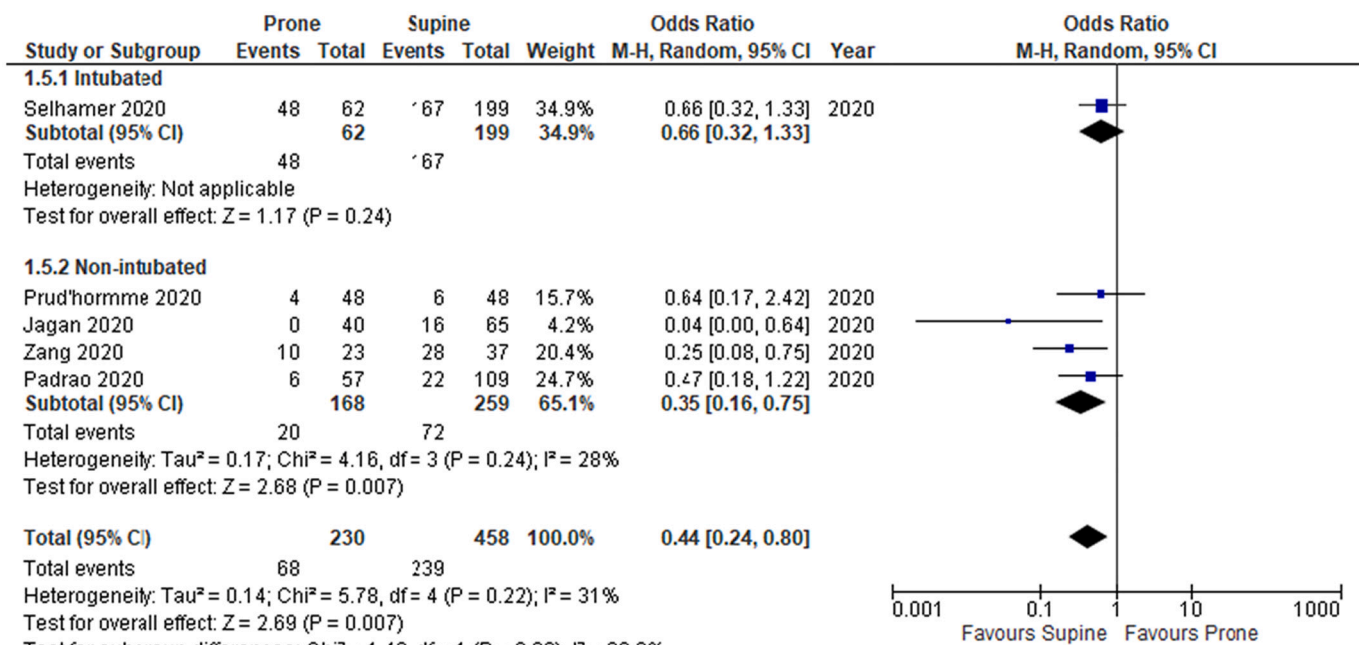 Prone Supine Odds Ratio Odds Ratio
Study or Subgroup Events Total Events Total Weight M-H, Random, 95% CI Year M-H, Random, 95% CI
1.5.1 Intubated
Selhamer 2020 48 62 167 199 34.9% 0.66 [0.32, 1.33] 2020
Subtotal (95% CI) 62 199 34.9% 0.66 [0.32, 1.33]
Total events 48 167
Heterogeneity: Not applicable
Test for overall effect: Z = 1.17 (P = 0.24)
1.5.2 Non-intubated
Prud'hormme 2020 4 48 6 48 15.7% 0.64 [0.17, 2.42] 2020
Jagan 2020 0 40 16 65 4.2% 0.04 [0.00, 0.64] 2020
Zang 2020 10 23 28 37 20.4% 0.25 [0.08, 0.75] 2020
Padrao 2020 6 57 22 109 24.7% 0.47 [0.18, 1.22] 2020
Subtotal (95% CI) 168 259 65.1% 0.35 [0.16, 0.75]
Total events 20 72
Heterogeneity: Tau² = 0.17; Chi² = 4.16, df = 3 (P = 0.24); I² = 28%
Test for overall effect: Z = 2.68 (P = 0.007)
Total (95% CI) 230 458 100.0% 0.44 [0.24, 0.80]
Total events 68 239
Heterogeneity: Tau² = 0.14; Chi² = 5.78, df = 4 (P = 0.22); I² = 31%
Test for overall effect: Z = 2.69 (P = 0.007)
0.001 0.1 1 10 1000
Favours Supine Favours Prone